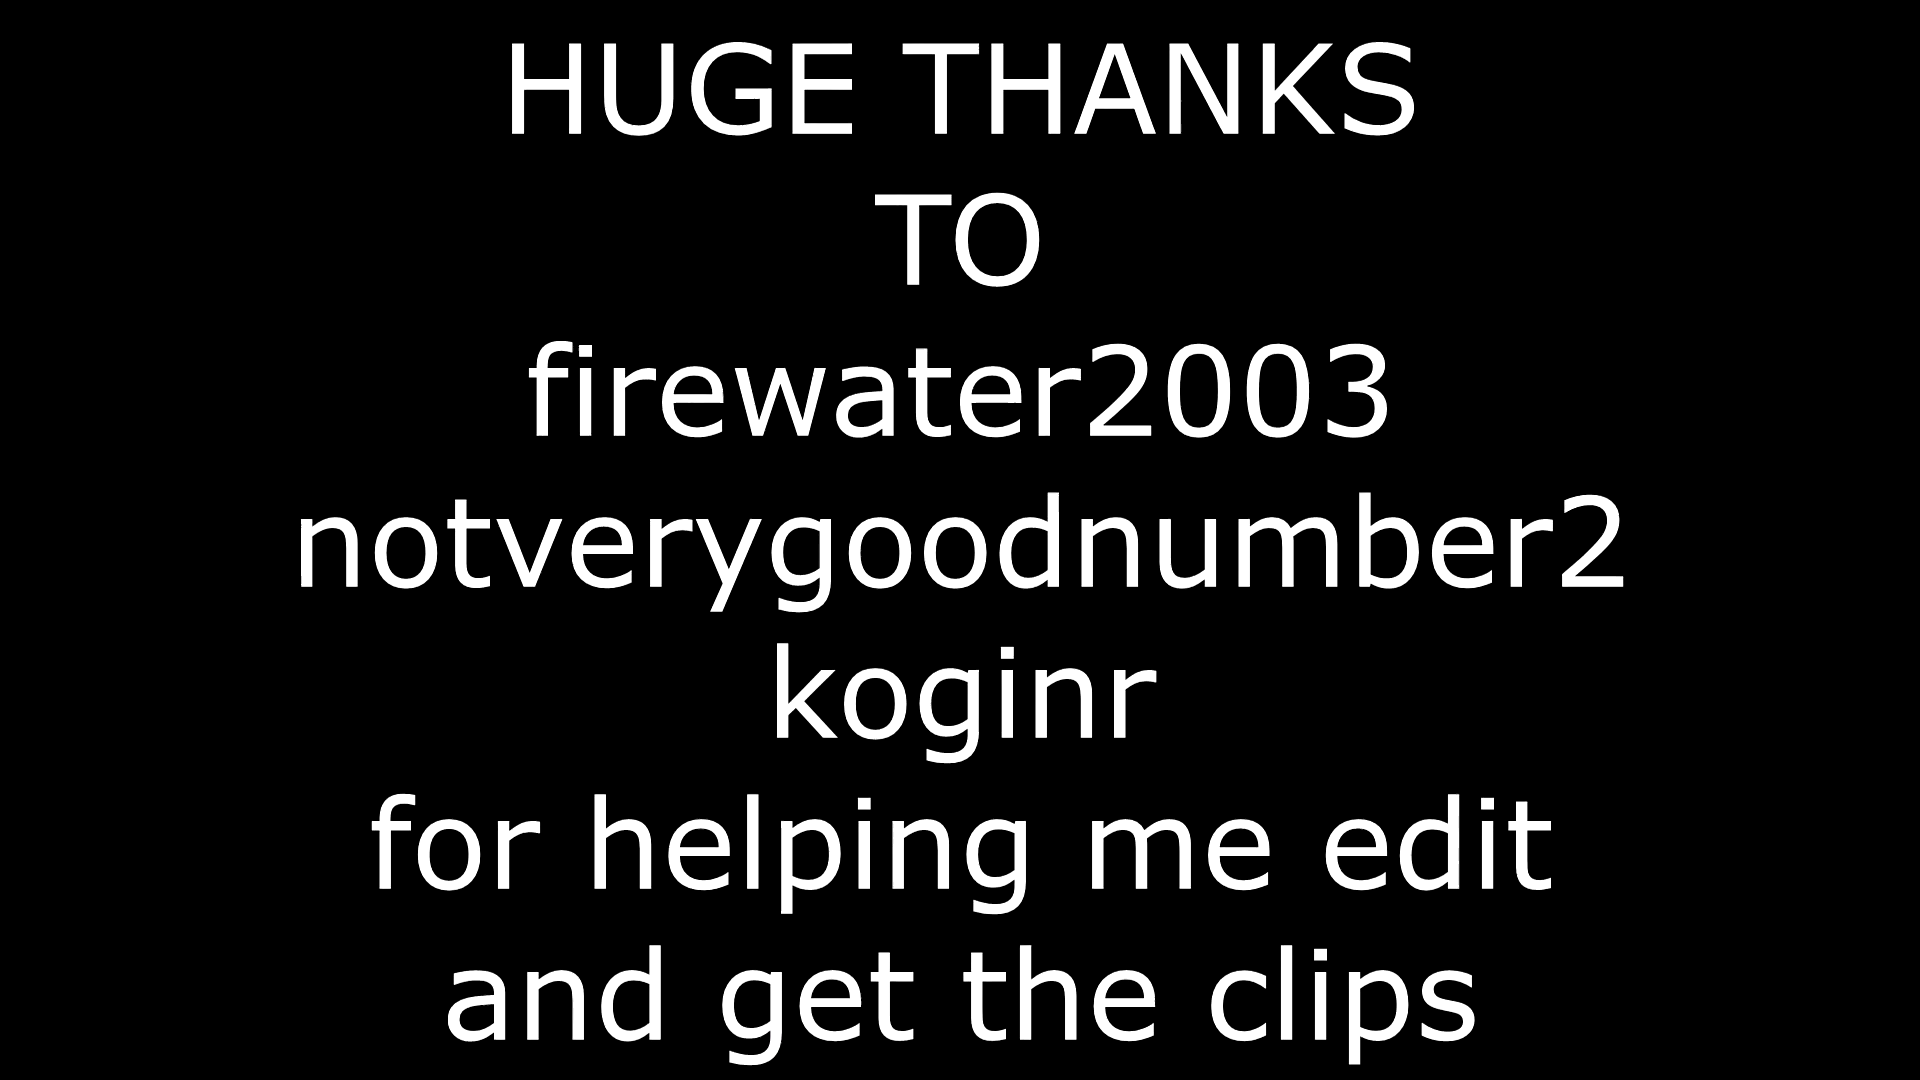 HUGE THANKS
TO
firewater2003
notverygoodnumber2
koginr
for helping me edit
and get the clips